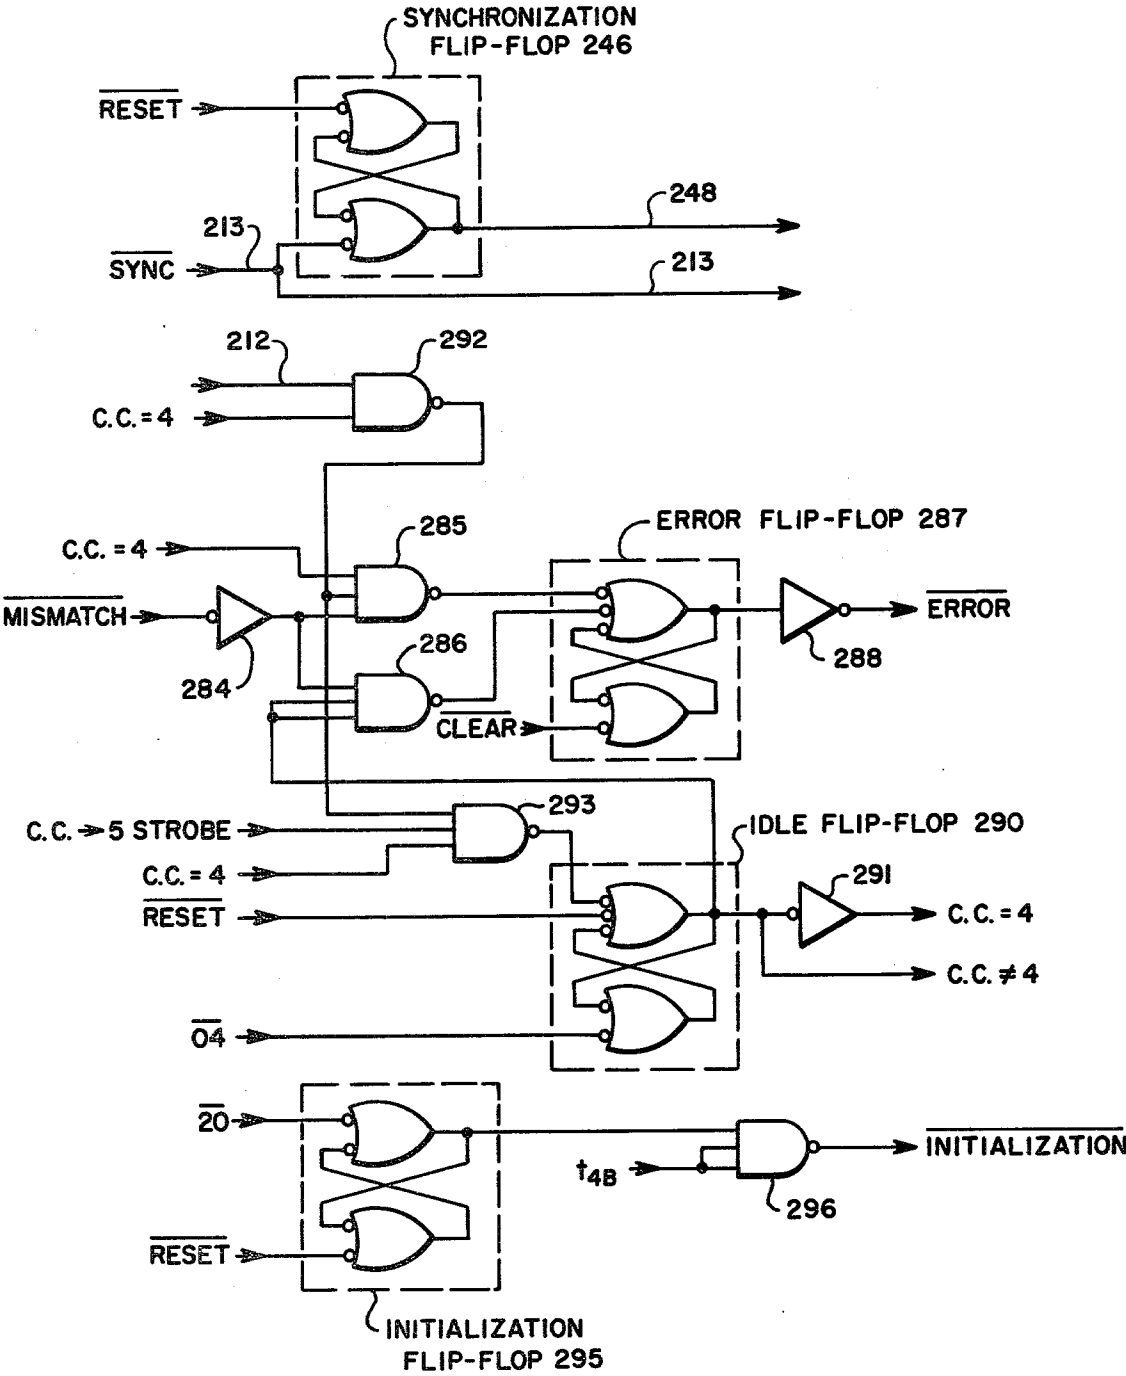 SYNCHRONIZATION
FLIP-FLOP 246
RESET
248
213
SYNC
213
212
292
C.C.=4
ERROR FLIP-FLOP 287
285
C.C.=4
MISMATCH
ERROR
288
286
284
CLEAR
293
C.C.→5 STROBE
IDLE FLIP-FLOP 290
C.C.=4
291
RESET
C.C.=4
C.C.≠4
04
20
INITIALIZATION
t4B
296
RESET
INITIALIZATION
FLIP-FLOP 295